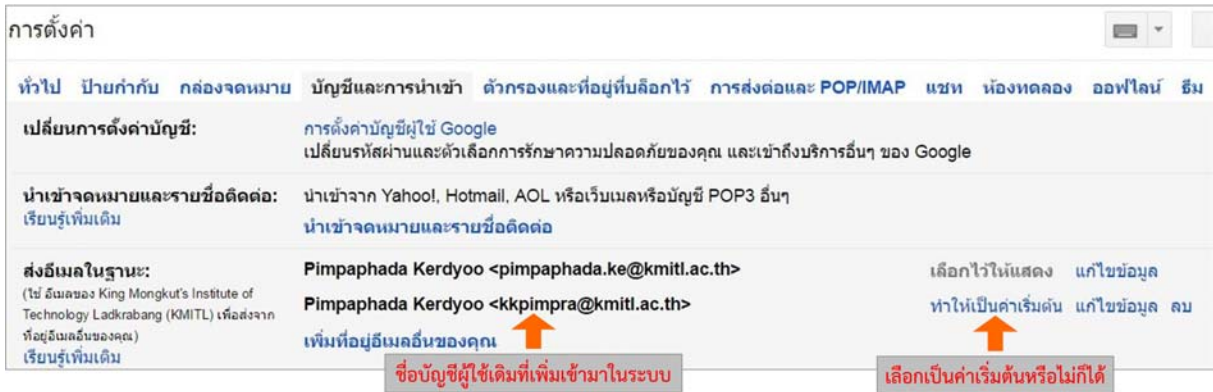 การตั้งค่า
ทั่วไป ป้ายกำกับ กล่องจดหมาย บัญชีและการนำเข้า ตัวกรองและที่อยู่ที่บล็อกไว้ การส่งต่อและ POP/IMAP แชท ห้องทดลอง ออฟไลน์ ธีม
เปลี่ยนการตั้งค่าบัญชี: การตั้งค่าบัญชีผู้ใช้ Google
เปลี่ยนรหัสผ่านและตัวเลือกการรักษาความปลอดภัยของคุณ และเข้าถึงบริการอื่นๆ ของ Google
นำเข้าจดหมายและรายชื่อติดต่อ: นำเข้าจาก Yahoo!, Hotmail, AOL หรือเว็บเมลหรือบัญชี POP3 อื่นๆ
เรียนรู้เพิ่มเติม นำเข้าจดหมายและรายชื่อติดต่อ
ส่งอีเมลในฐานะ: Pimpaphada Kerdyoo <pimpaphada.ke@kmitl.ac.th> เลือกไว้ให้แสดง แก้ไขข้อมูล
(ใช้ อีเมลของ King Mongkut's Institute of
Technology Ladkrabang (KMITL) เพื่อส่งจาก
ที่อยู่อีเมลอื่นของคุณ)
เรียนรู้เพิ่มเติม
Pimpaphada Kerdyoo <kkpimpra@kmitl.ac.th> ทำให้เป็นค่าเริ่มต้น แก้ไขข้อมูล ลบ
เพิ่มที่อยู่อีเมลอื่นของคุณ
ชื่อบัญชีผู้ใช้เดิมที่เพิ่มเข้ามาในระบบ
เลือกเป็นค่าเริ่มต้นหรือไม่ก็ได้